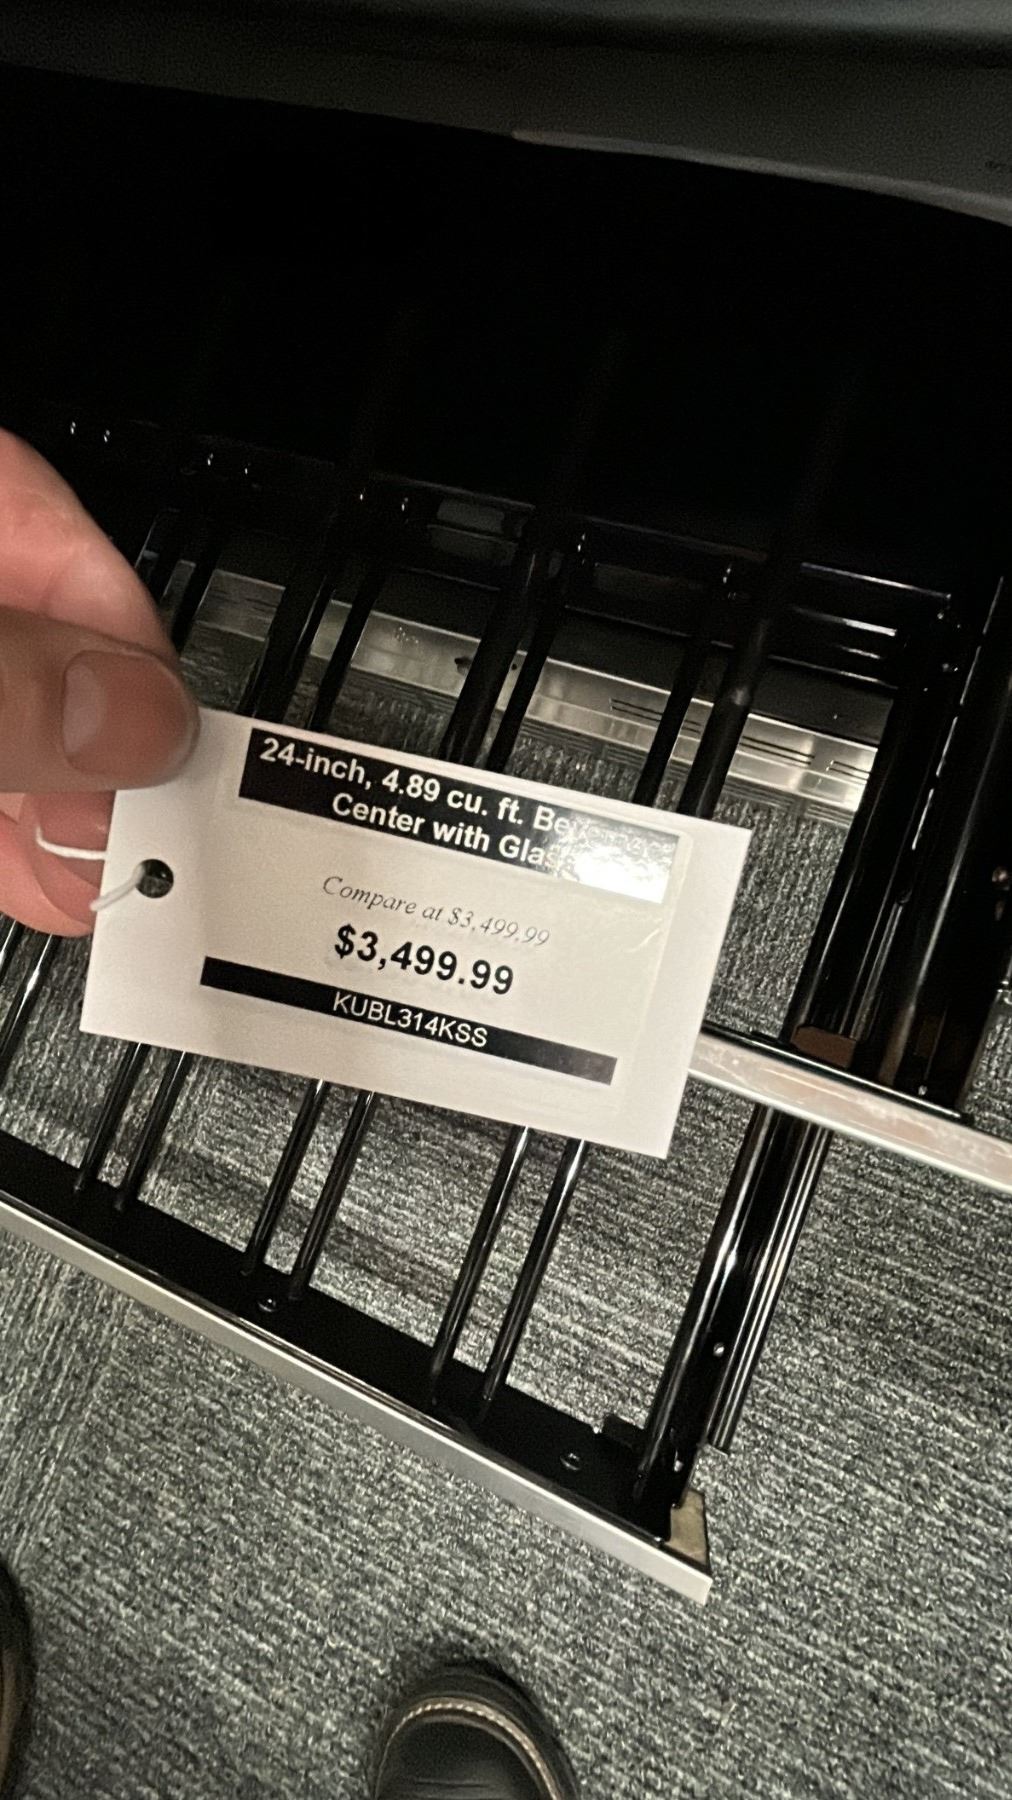 24-inch, 4.89 cu. ft.
Center with
Compare at $3,499.99
$3,499.99
KUBL314KSS